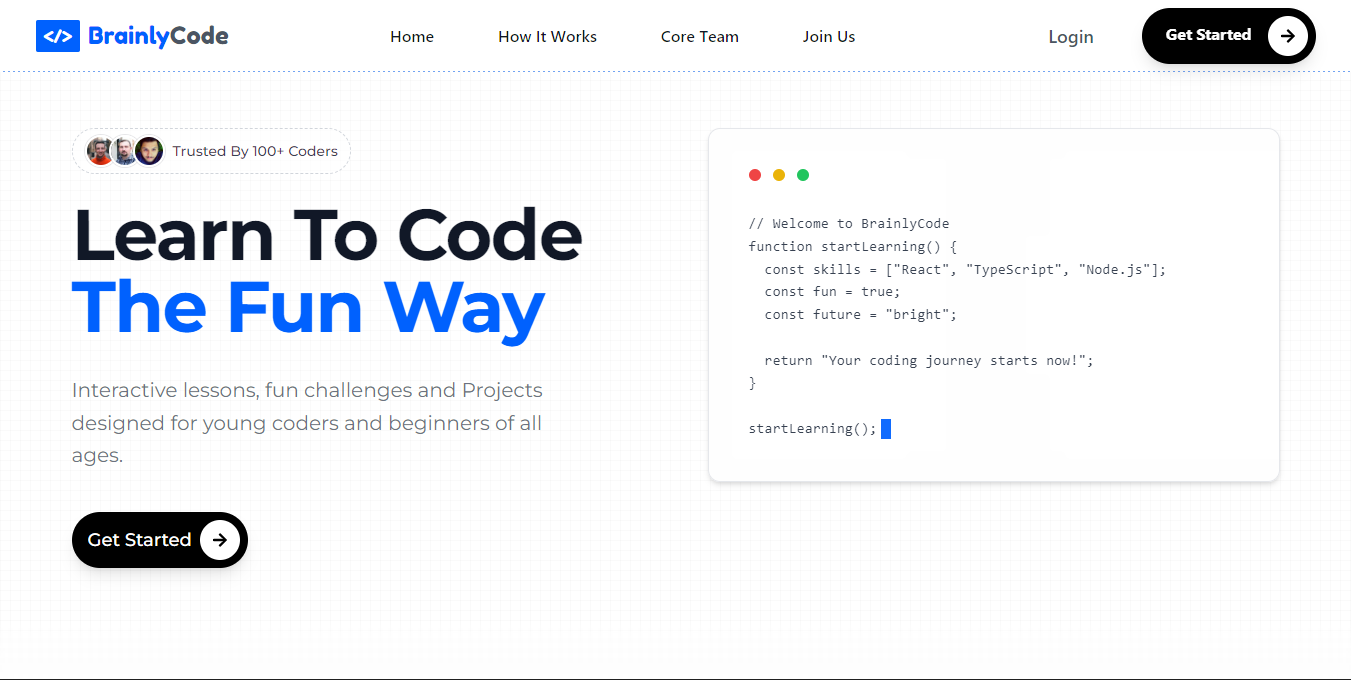 </> BrainlyCode
Home
How It Works
Core Team
Join Us
Login
Get Started
Trusted By 100+ Coders
Learn To Code
The Fun Way
Interactive lessons, fun challenges and Projects
designed for young coders and beginners of all
ages.
Get Started
// Welcome to BrainlyCode
function startLearning() {
  const skills = ["React", "TypeScript", "Node.js"];
  const fun = true;
  const future = "bright";

  return "Your coding journey starts now!";
}

startLearning();